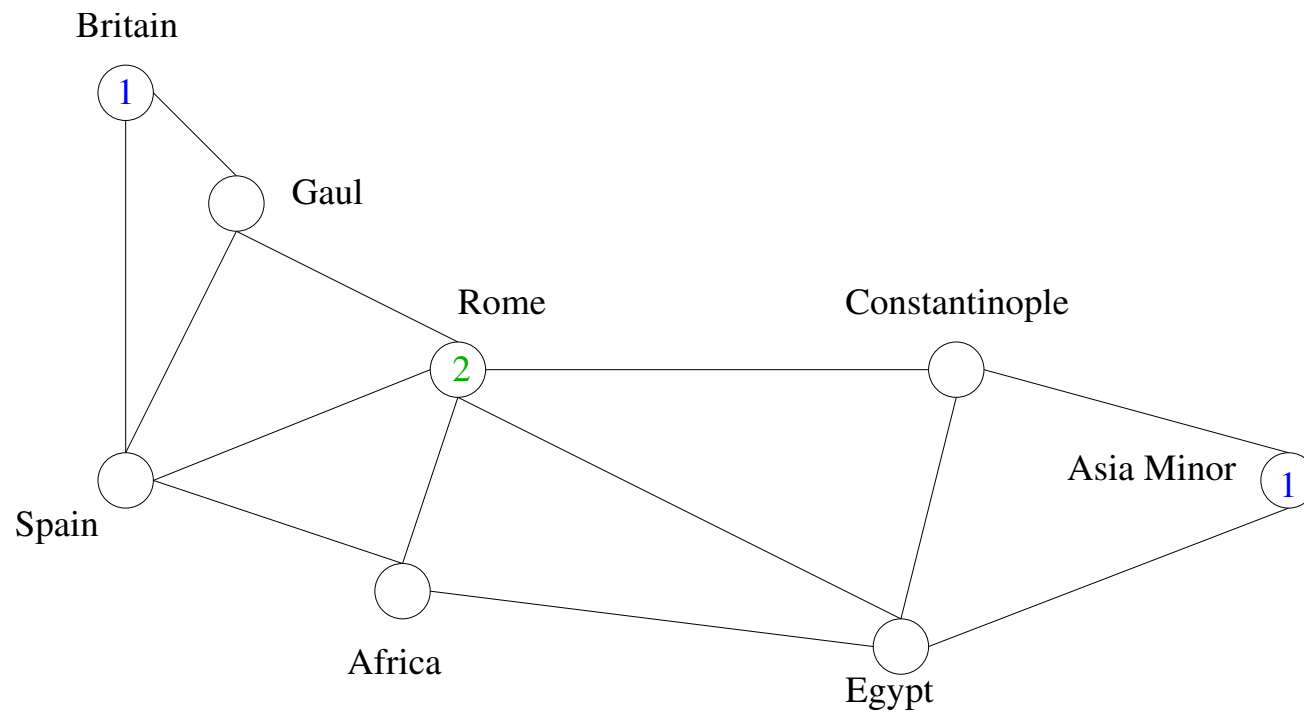 Britain
1
Gaul
Rome
Constantinople
2
Asia Minor
1
Spain
Africa
Egypt